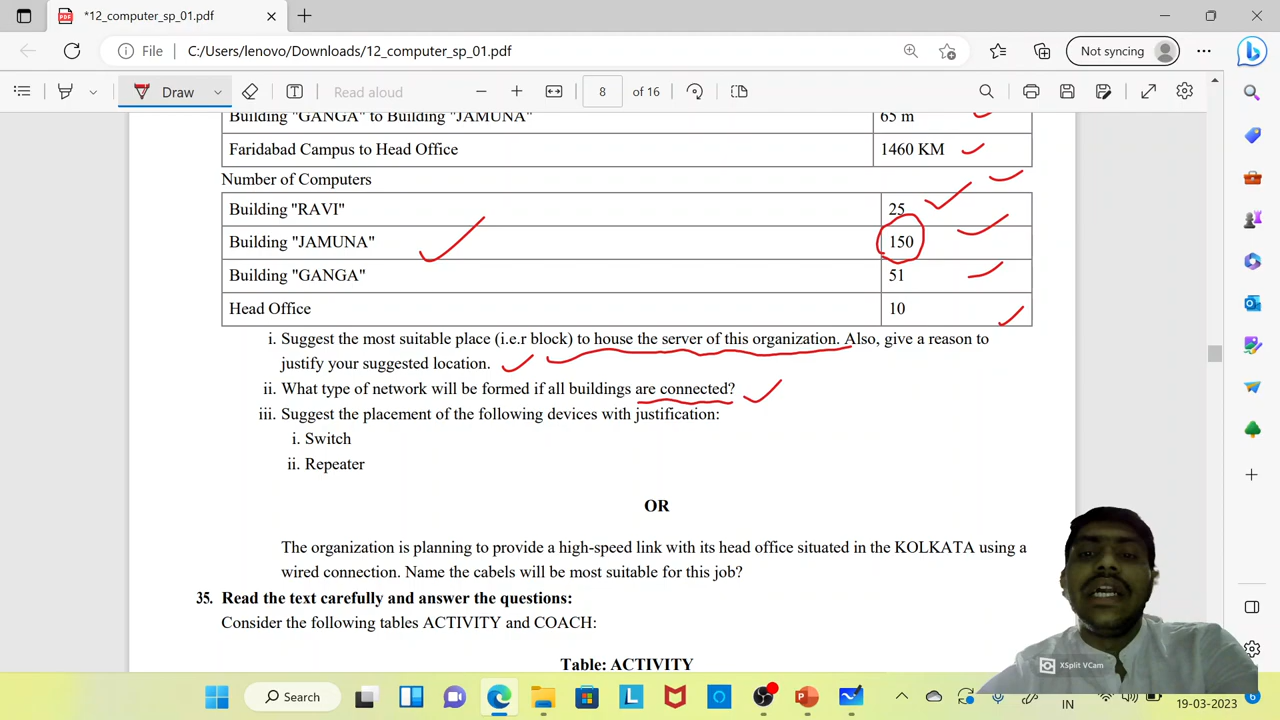 *12_computer_sp_01.pdf
File C:/Users/lenovo/Downloads/12_computer_sp_01.pdf
Not syncing
Draw
Read aloud
8 of 16
Building "GANGA" to Building "JAMUNA" 65 m
Faridabad Campus to Head Office 1460 KM
Number of Computers
Building "RAVI" 25
Building "JAMUNA" 150
Building "GANGA" 51
Head Office 10
i. Suggest the most suitable place (i.e.r block) to house the server of this organization. Also, give a reason to
justify your suggested location.
ii. What type of network will be formed if all buildings are connected?
iii. Suggest the placement of the following devices with justification:
i. Switch
ii. Repeater
OR
The organization is planning to provide a high-speed link with its head office situated in the KOLKATA using a
wired connection. Name the cabels will be most suitable for this job?
35. Read the text carefully and answer the questions:
Consider the following tables ACTIVITY and COACH:
Table: ACTIVITY
XSplit VCam
Search
IN
19-03-2023
6